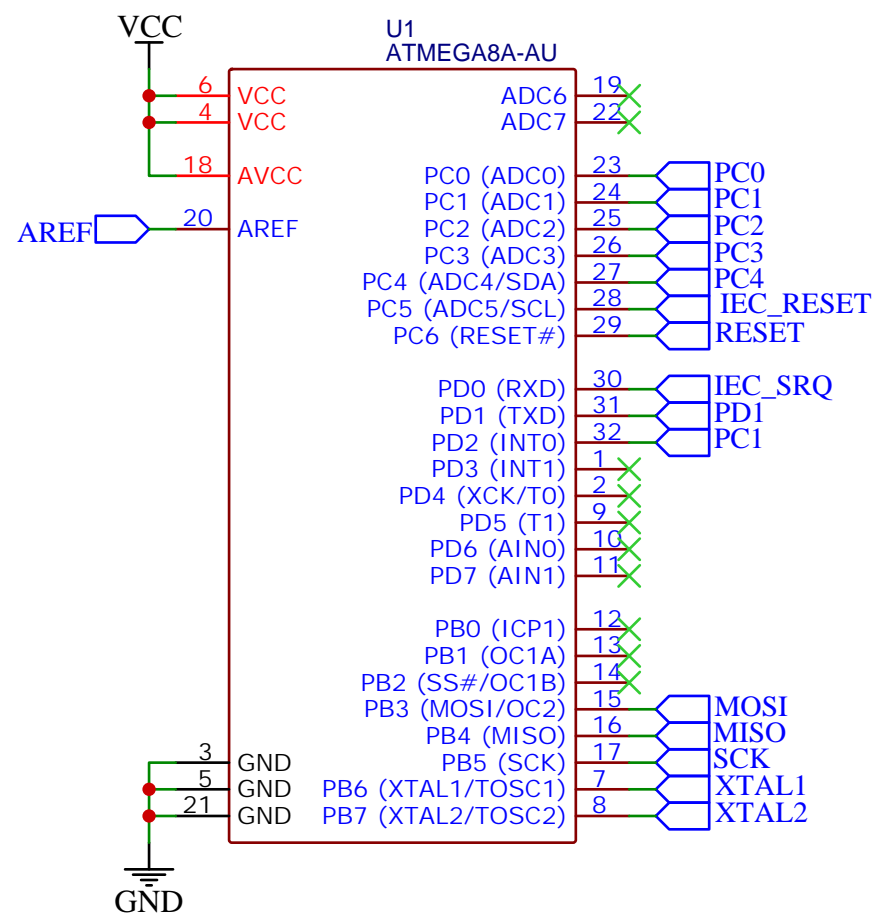 VCC
U1
ATMEGA8A-AU
6 VCC
4 VCC
18 AVCC
AREF 20 AREF
ADC6 19
ADC7 22
PC0 (ADC0) 23 PC0
PC1 (ADC1) 24 PC1
PC2 (ADC2) 25 PC2
PC3 (ADC3) 26 PC3
PC4 (ADC4/SDA) 27 PC4
PC5 (ADC5/SCL) 28 IEC_RESET
PC6 (RESET#) 29 RESET
PD0 (RXD) 30 IEC_SRQ
PD1 (TXD) 31 PD1
PD2 (INT0) 32 PC1
PD3 (INT1) 1
PD4 (XCK/T0) 2
PD5 (T1) 9
PD6 (AIN0) 10
PD7 (AIN1) 11
PB0 (ICP1) 12
PB1 (OC1A) 13
PB2 (SS#/OC1B) 14
PB3 (MOSI/OC2) 15 MOSI
PB4 (MISO) 16 MISO
PB5 (SCK) 17 SCK
PB6 (XTAL1/TOSC1) 7 XTAL1
PB7 (XTAL2/TOSC2) 8 XTAL2
3 GND
5 GND
21 GND
GND